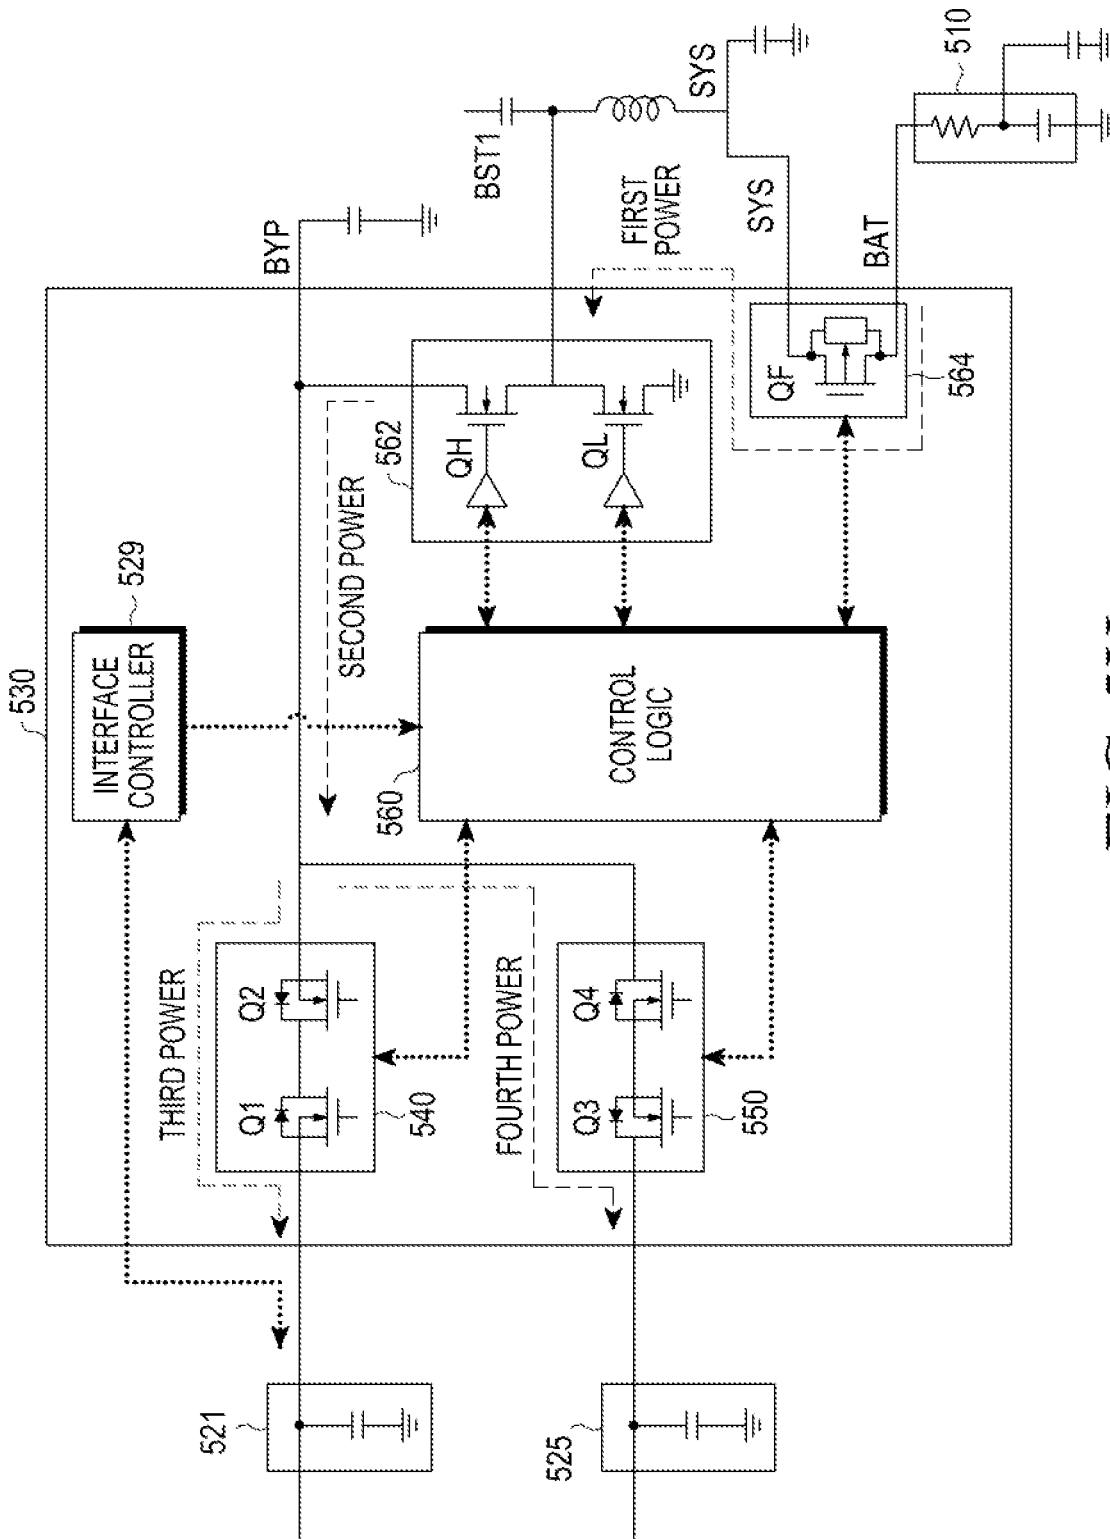 530
INTERFACE
CONTROLLER
529
BYP
BST1
SYS
SYS
BAT
510
FIRST
POWER
SECOND POWER
562
QH
QL
QF
564
560
CONTROL
LOGIC
THIRD POWER
Q1
Q2
540
FOURTH POWER
Q3
Q4
550
521
525